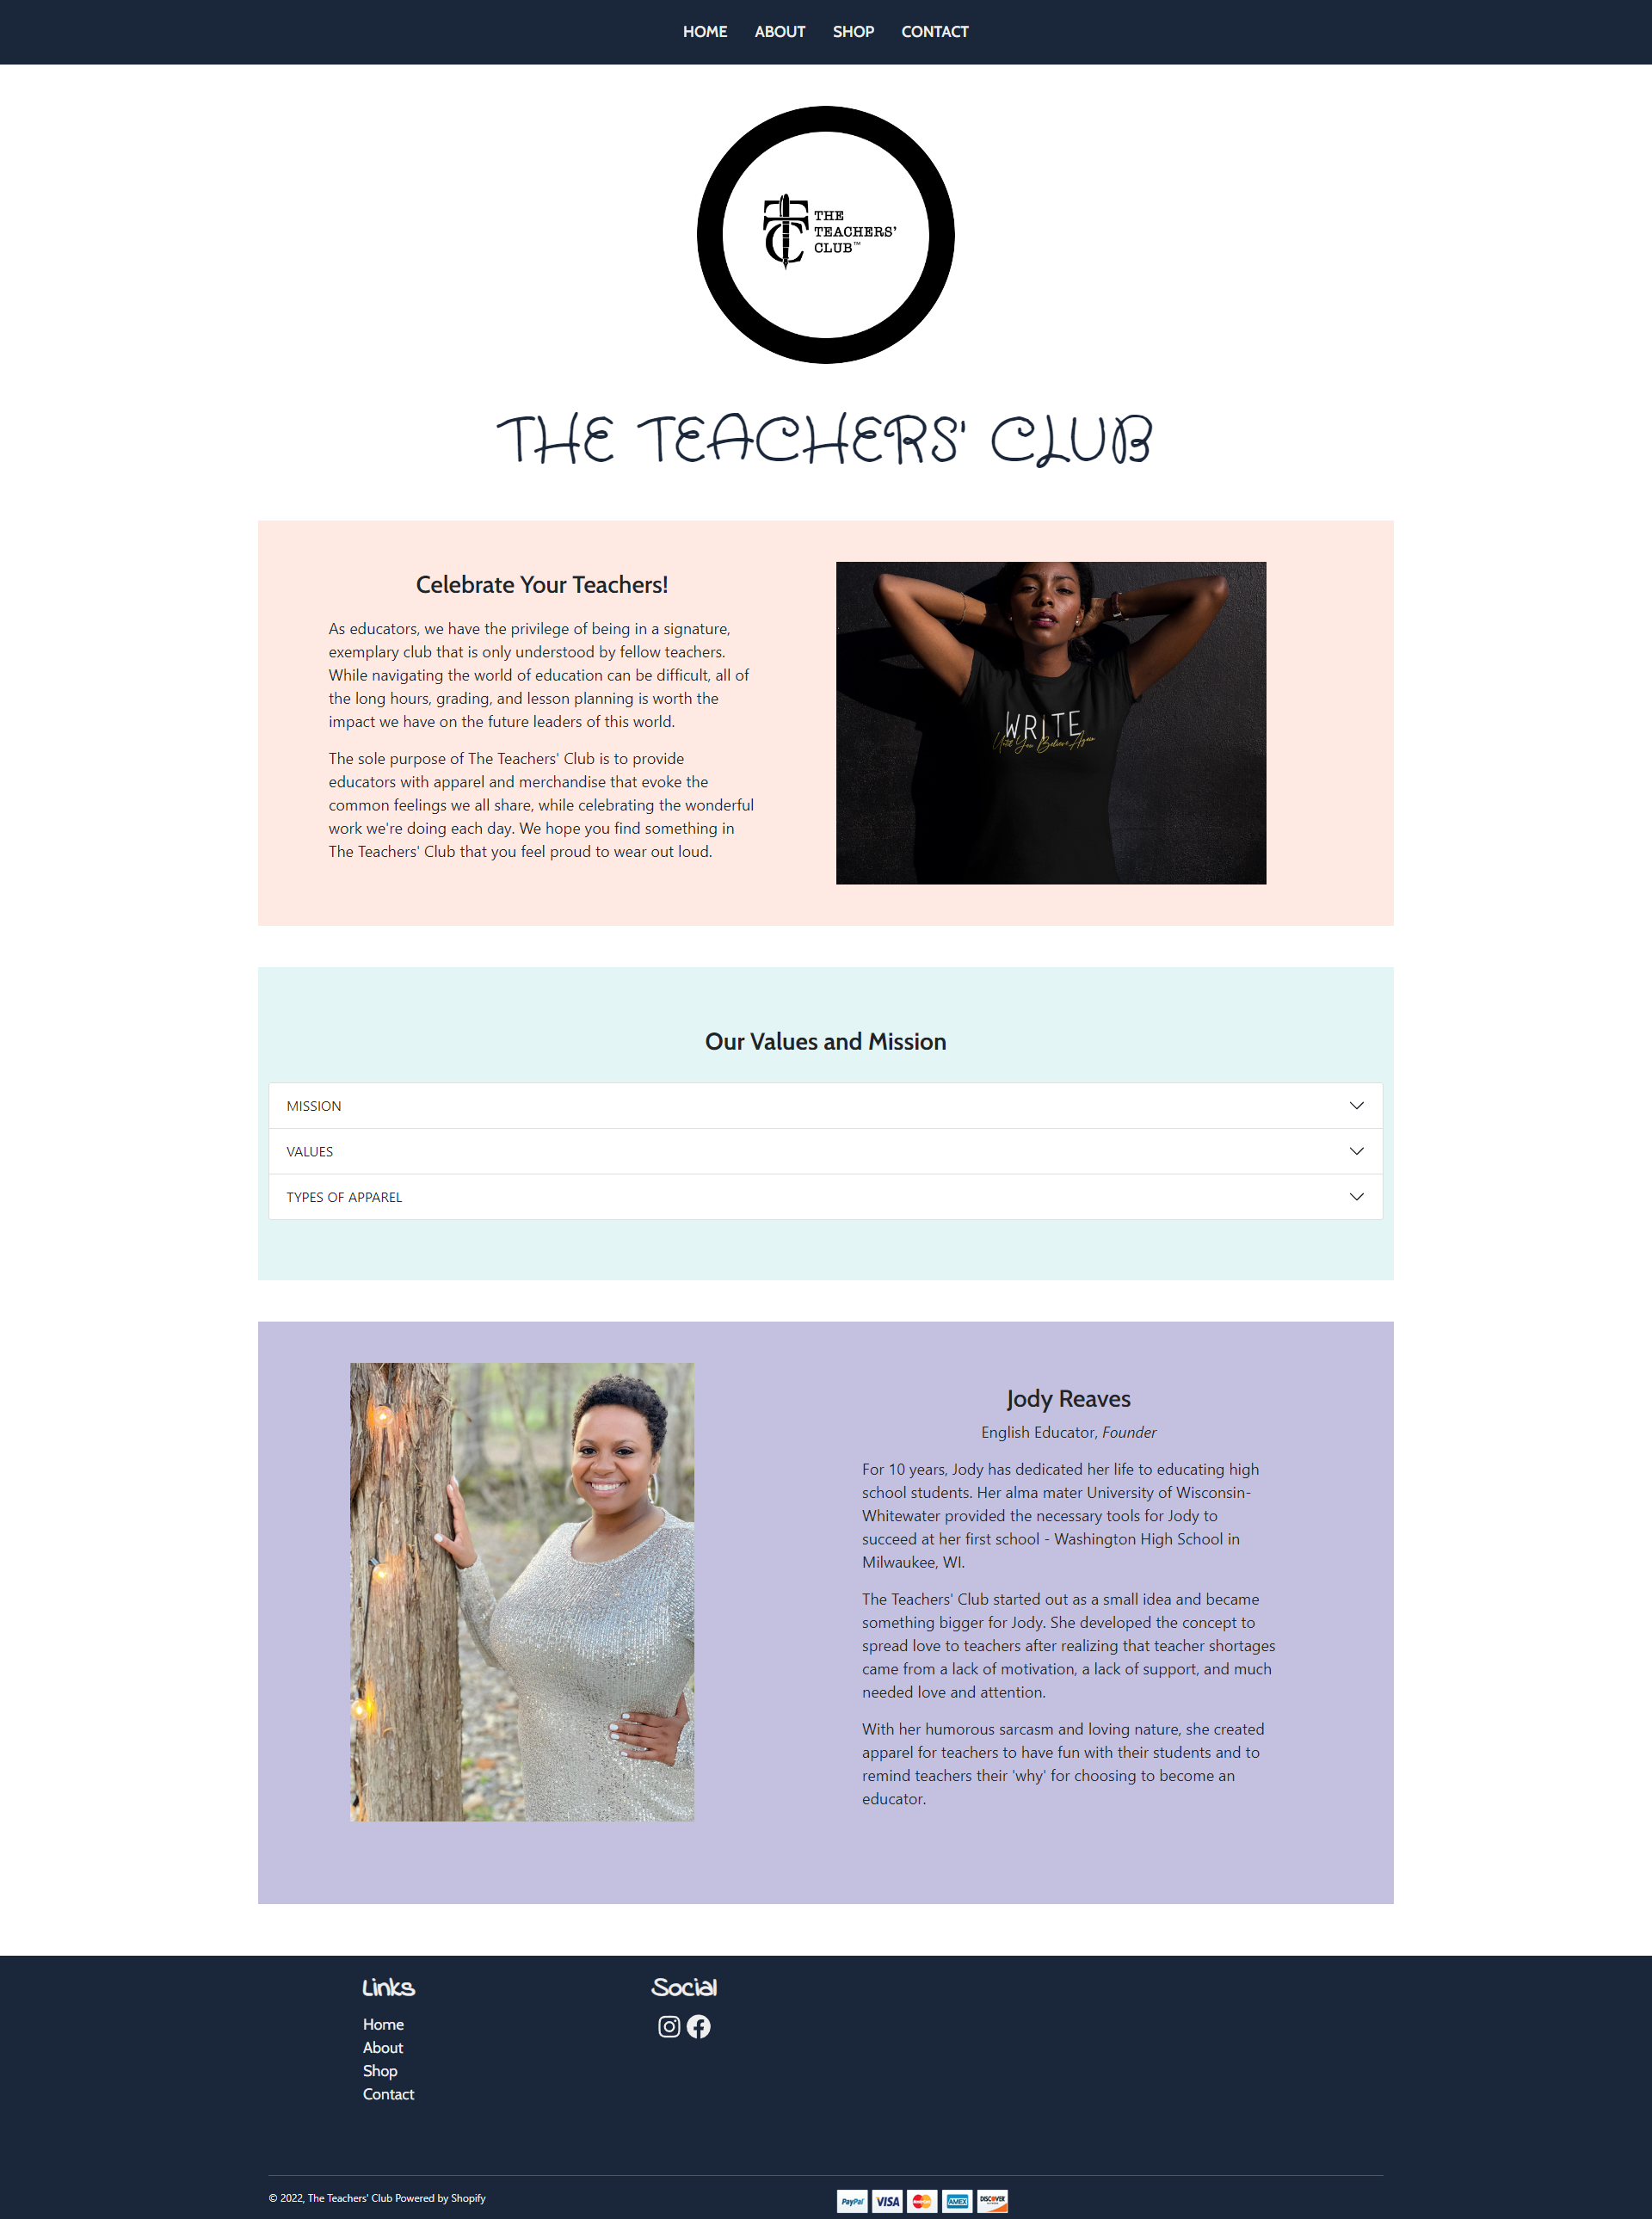 HOME ABOUT SHOP CONTACT
THE
TEACHERS'
CLUB™
THE TEACHERS' CLUB
Celebrate Your Teachers!
As educators, we have the privilege of being in a signature,
exemplary club that is only understood by fellow teachers.
While navigating the world of education can be difficult, all of
the long hours, grading, and lesson planning is worth the
impact we have on the future leaders of this world.
The sole purpose of The Teachers' Club is to provide
educators with apparel and merchandise that evoke the
common feelings we all share, while celebrating the wonderful
work we're doing each day. We hope you find something in
The Teachers' Club that you feel proud to wear out loud.
WRITE
Until You Believe Again
Our Values and Mission
MISSION
VALUES
TYPES OF APPAREL
Jody Reaves
English Educator, Founder
For 10 years, Jody has dedicated her life to educating high
school students. Her alma mater University of Wisconsin-
Whitewater provided the necessary tools for Jody to
succeed at her first school - Washington High School in
Milwaukee, WI.
The Teachers' Club started out as a small idea and became
something bigger for Jody. She developed the concept to
spread love to teachers after realizing that teacher shortages
came from a lack of motivation, a lack of support, and much
needed love and attention.
With her humorous sarcasm and loving nature, she created
apparel for teachers to have fun with their students and to
remind teachers their 'why' for choosing to become an
educator.
Links
Home
About
Shop
Contact
Social
© 2022, The Teachers' Club Powered by Shopify
PayPal VISA MasterCard AMEX DISCOVER